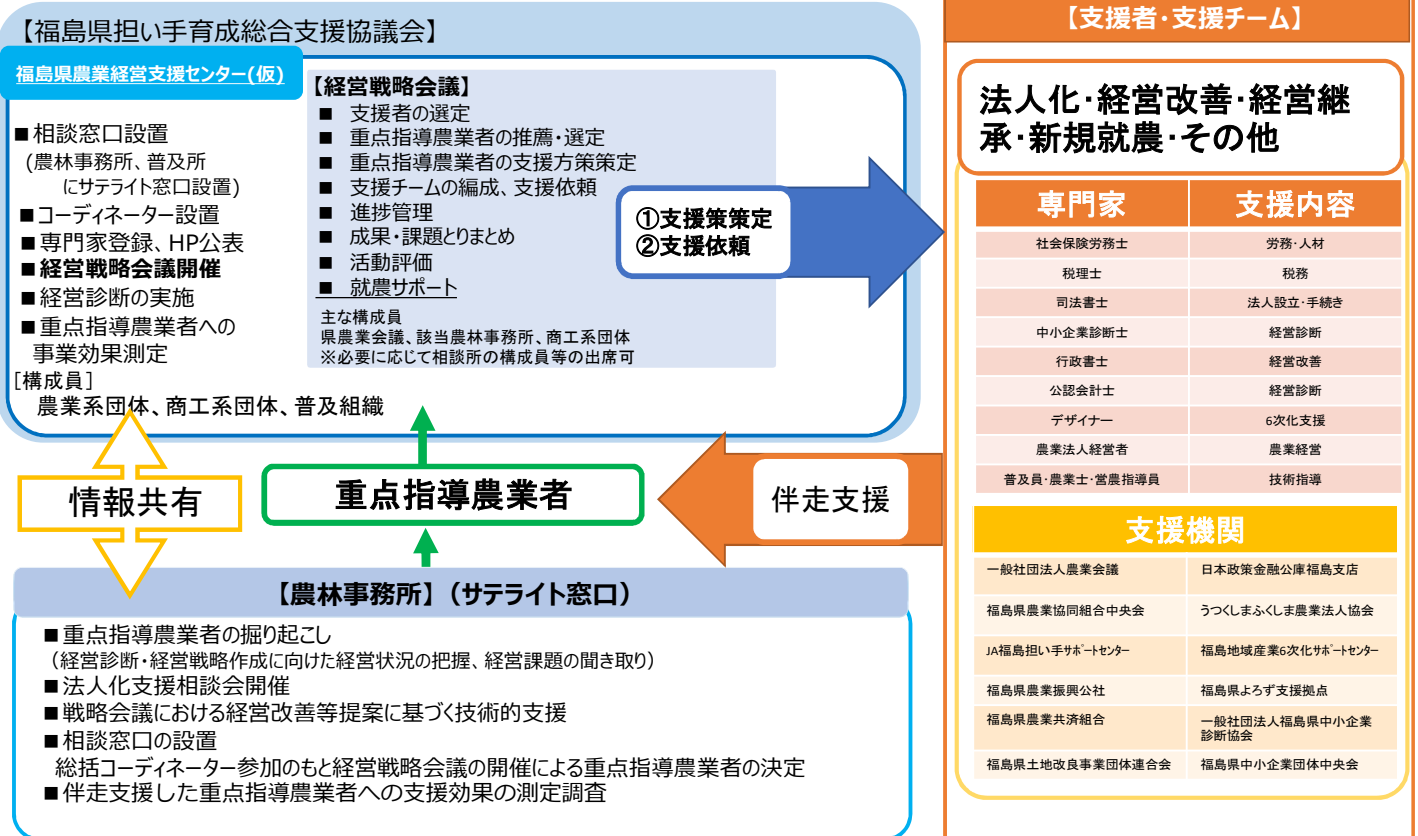 【福島県担い手育成総合支援協議会】
福島県農業経営支援センター(仮)
■相談窓口設置
(農林事務所、普及所
にサテライト窓口設置)
■コーディネーター設置
■専門家登録、HP公表
■経営戦略会議開催
■経営診断の実施
■重点指導農業者への
事業効果測定
[構成員]
農業系団体、商工系団体、普及組織
【経営戦略会議】
■ 支援者の選定
■ 重点指導農業者の推薦・選定
■ 重点指導農業者の支援方策策定
■ 支援チームの編成、支援依頼
■ 進捗管理
■ 成果・課題とりまとめ
■ 活動評価
■ 就農サポート
主な構成員
県農業会議、該当農林事務所、商工系団体
※必要に応じて相談所の構成員等の出席可
①支援策策定
②支援依頼
情報共有
重点指導農業者
伴走支援
【農林事務所】（サテライト窓口）
■重点指導農業者の掘り起こし
（経営診断・経営戦略作成に向けた経営状況の把握、経営課題の聞き取り）
■法人化支援相談会開催
■戦略会議における経営改善等提案に基づく技術的支援
■相談窓口の設置
総括コーディネーター参加のもと経営戦略会議の開催による重点指導農業者の決定
■伴走支援した重点指導農業者への支援効果の測定調査
【支援者・支援チーム】
法人化・経営改善・経営継
承・新規就農・その他
専門家 支援内容
社会保険労務士 労務・人材
税理士 税務
司法書士 法人設立・手続き
中小企業診断士 経営診断
行政書士 経営改善
公認会計士 経営診断
デザイナー 6次化支援
農業法人経営者 農業経営
普及員・農業士・営農指導員 技術指導
支援機関
一般社団法人農業会議 日本政策金融公庫福島支店
福島県農業協同組合中央会 うつくしまふくしま農業法人協会
JA福島担い手ｻﾎﾟｰﾄｾﾝﾀｰ 福島地域産業6次化ｻﾎﾟｰﾄｾﾝﾀｰ
福島県農業振興公社 福島県よろず支援拠点
福島県農業共済組合 一般社団法人福島県中小企業
診断協会
福島県土地改良事業団体連合会 福島県中小企業団体中央会